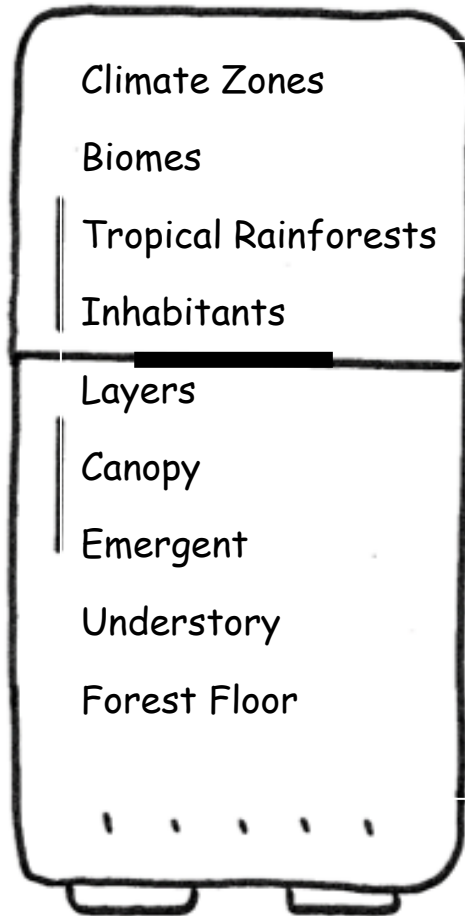 Climate Zones
Biomes
Tropical Rainforests
Inhabitants
Layers
Canopy
Emergent
Understory
Forest Floor